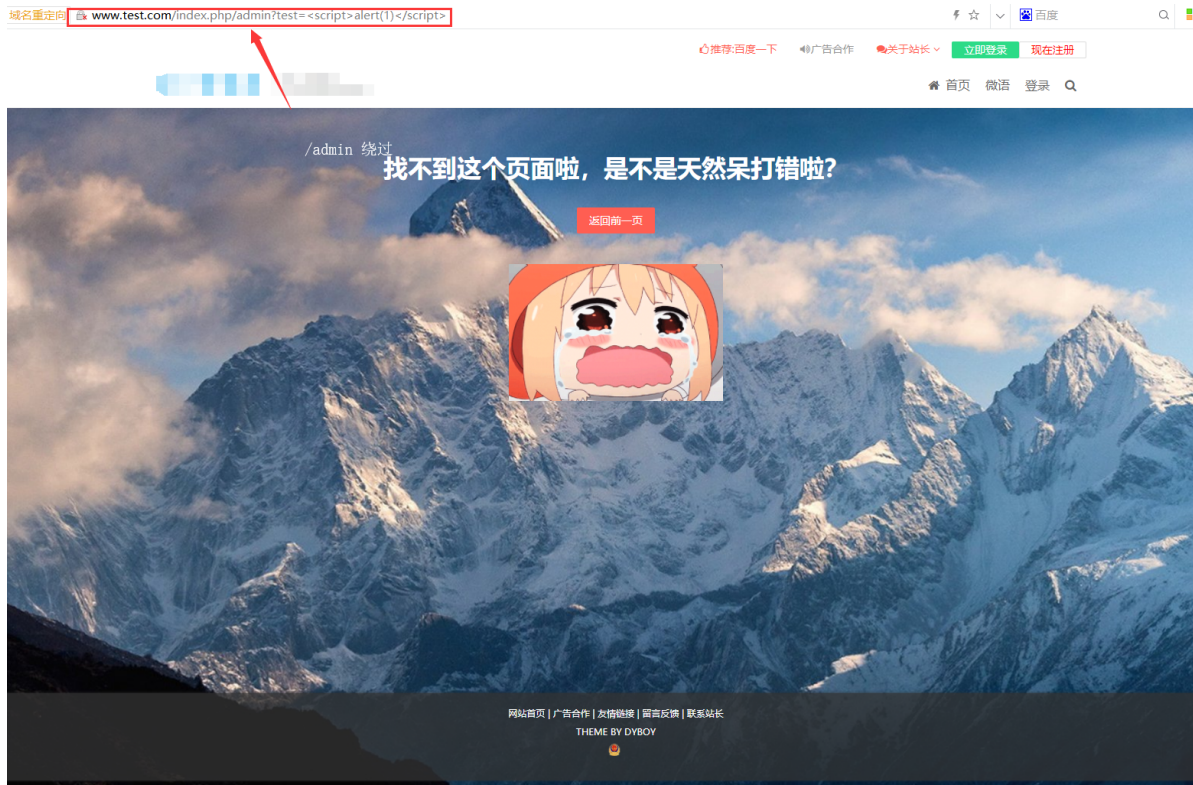 域名重定向 www.test.com/index.php/admin?test=<script>alert(1)</script> 百度
推荐:百度一下 广告合作 关于站长 立即登录 现在注册
首页 微语 登录
/admin 绕过
找不到这个页面啦，是不是天然呆打错啦?
返回前一页
网站首页 | 广告合作 | 友情链接 | 留言反馈 | 联系站长
THEME BY DYBOY